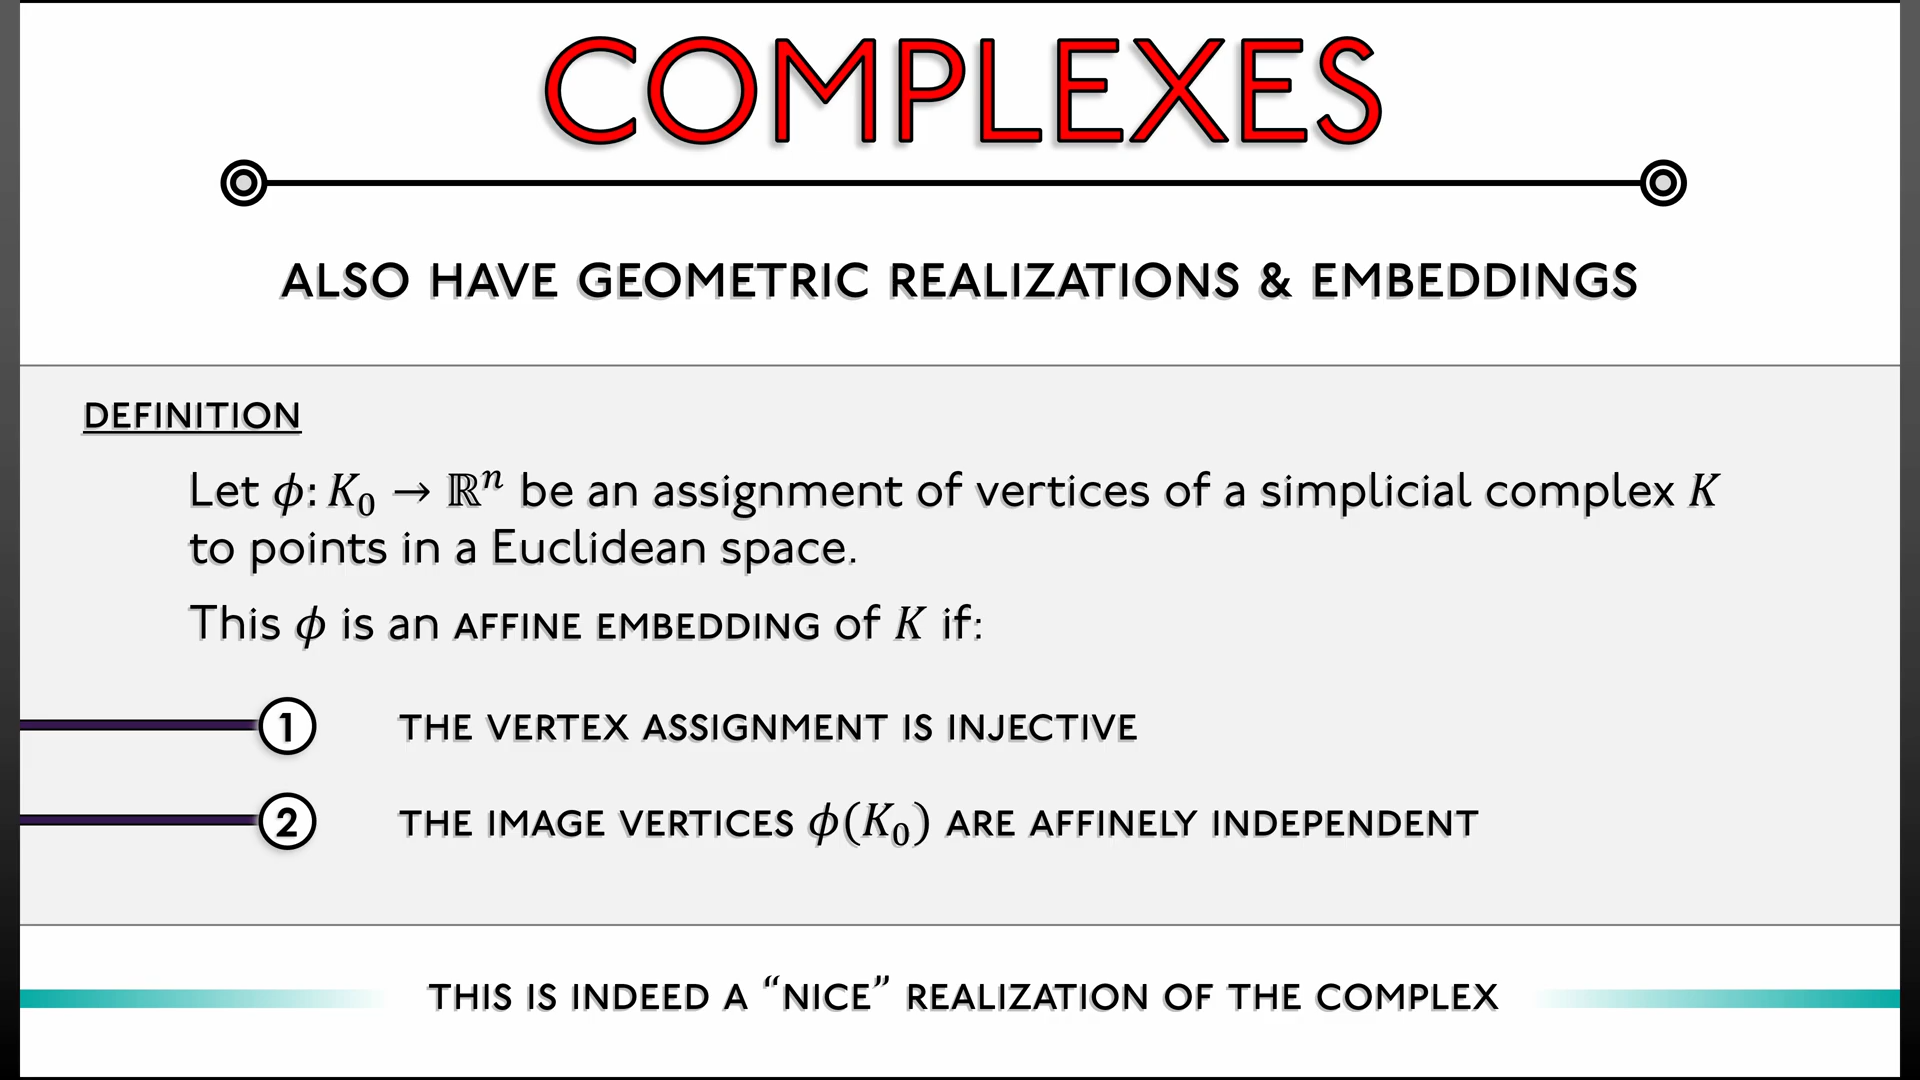 COMPLEXES
ALSO HAVE GEOMETRIC REALIZATIONS & EMBEDDINGS
DEFINITION
Let 𝜙: 𝐾₀ → ℝⁿ be an assignment of vertices of a simplicial complex 𝐾
to points in a Euclidean space.
This 𝜙 is an AFFINE EMBEDDING of 𝐾 if:
1 THE VERTEX ASSIGNMENT IS INJECTIVE
2 THE IMAGE VERTICES 𝜙(𝐾₀) ARE AFFINELY INDEPENDENT
THIS IS INDEED A “NICE” REALIZATION OF THE COMPLEX